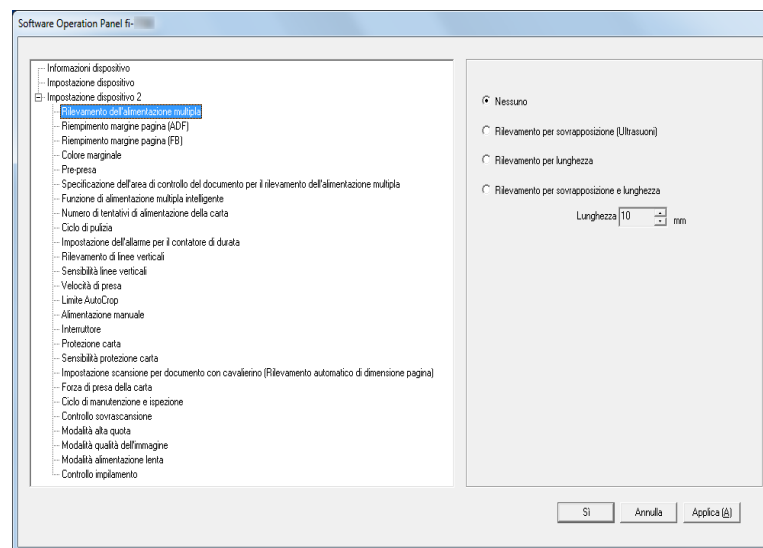 Software Operation Panel fi-
Informazioni dispositivo
Impostazione dispositivo
Impostazione dispositivo 2
Rilevamento dell'alimentazione multipla
Riempimento margine pagina (ADF)
Riempimento margine pagina (FB)
Colore marginale
Pre-presa
Specificazione dell'area di controllo del documento per il rilevamento dell'alimentazione multipla
Funzione di alimentazione multipla intelligente
Numero di tentativi di alimentazione della carta
Ciclo di pulizia
Impostazione dell'allarme per il contatore di durata
Rilevamento di linee verticali
Sensibilità linee verticali
Velocità di presa
Limite AutoCrop
Alimentazione manuale
Interruttore
Protezione carta
Sensibilità protezione carta
Impostazione scansione per documento con cavalierino (Rilevamento automatico di dimensione pagina)
Forza di presa della carta
Ciclo di manutenzione e ispezione
Controllo sovrascansione
Modalità alta quota
Modalità qualità dell'immagine
Modalità alimentazione lenta
Controllo impilamento
Nessuno
Rilevamento per sovrapposizione (Ultrasuoni)
Rilevamento per lunghezza
Rilevamento per sovrapposizione e lunghezza
Lunghezza 10 mm
Sì Annulla Applica (A)